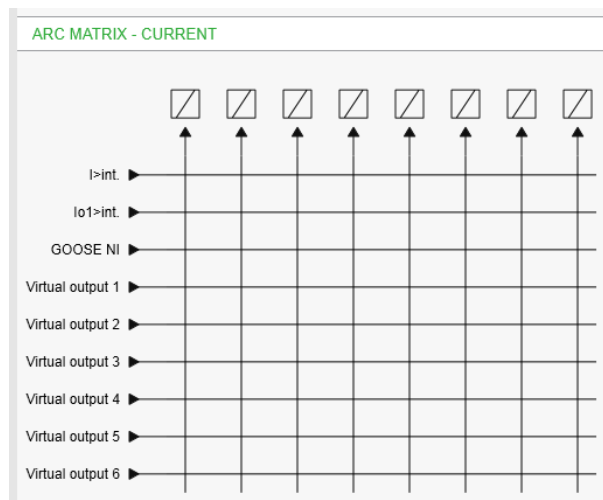 ARC MATRIX - CURRENT
I>int.
Io1>int.
GOOSE NI
Virtual output 1
Virtual output 2
Virtual output 3
Virtual output 4
Virtual output 5
Virtual output 6